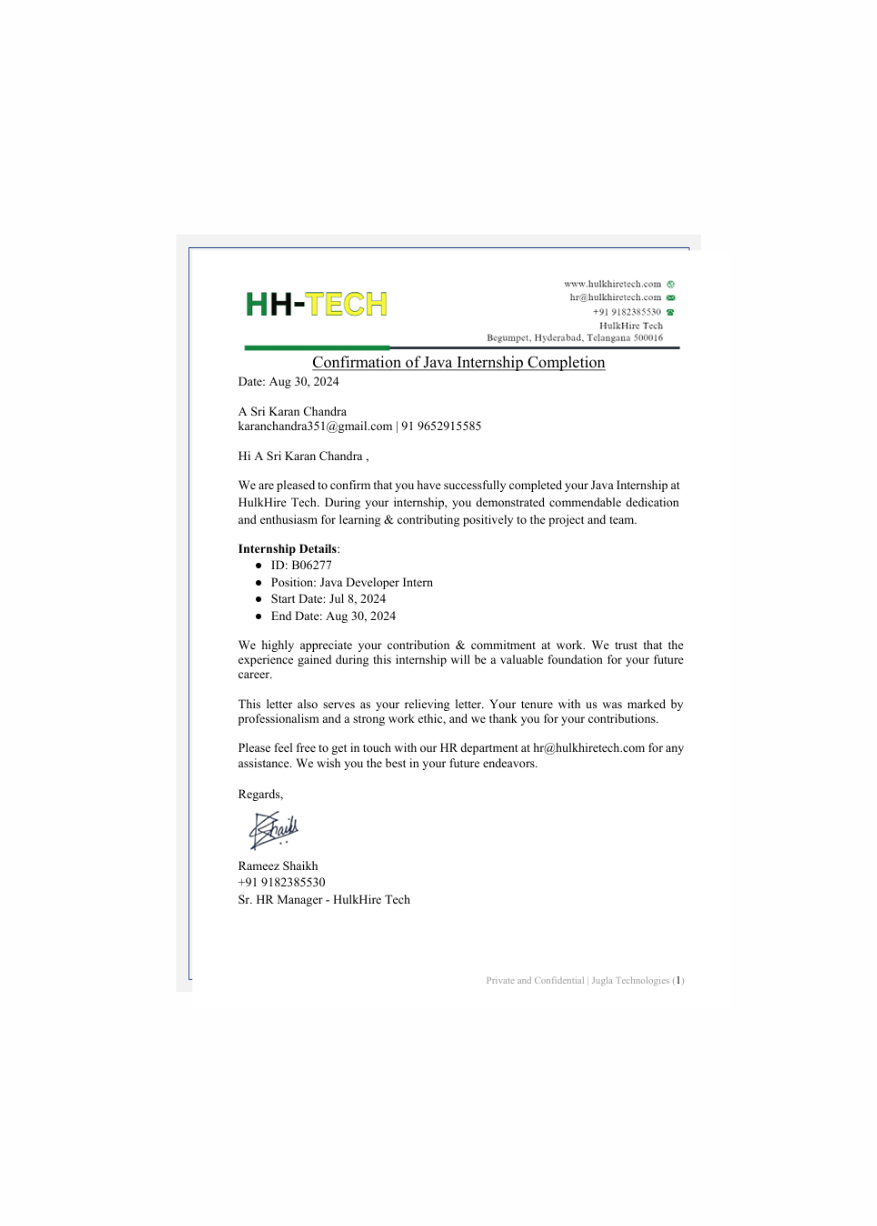 HH-TECH
www.hulkhiretech.com
hr@hulkhiretech.com
+91 9182385530
HulkHire Tech
Begumpet, Hyderabad, Telangana 500016
Confirmation of Java Internship Completion
Date: Aug 30, 2024
A Sri Karan Chandra
karanchandra351@gmail.com | 91 9652915585
Hi A Sri Karan Chandra ,
We are pleased to confirm that you have successfully completed your Java Internship at
HulkHire Tech. During your internship, you demonstrated commendable dedication
and enthusiasm for learning & contributing positively to the project and team.
Internship Details:
● ID: B06277
● Position: Java Developer Intern
● Start Date: Jul 8, 2024
● End Date: Aug 30, 2024
We highly appreciate your contribution & commitment at work. We trust that the
experience gained during this internship will be a valuable foundation for your future
career.
This letter also serves as your relieving letter. Your tenure with us was marked by
professionalism and a strong work ethic, and we thank you for your contributions.
Please feel free to get in touch with our HR department at hr@hulkhiretech.com for any
assistance. We wish you the best in your future endeavors.
Regards,
Shaikh
Rameez Shaikh
+91 9182385530
Sr. HR Manager - HulkHire Tech
Private and Confidential | Jugla Technologies (1)